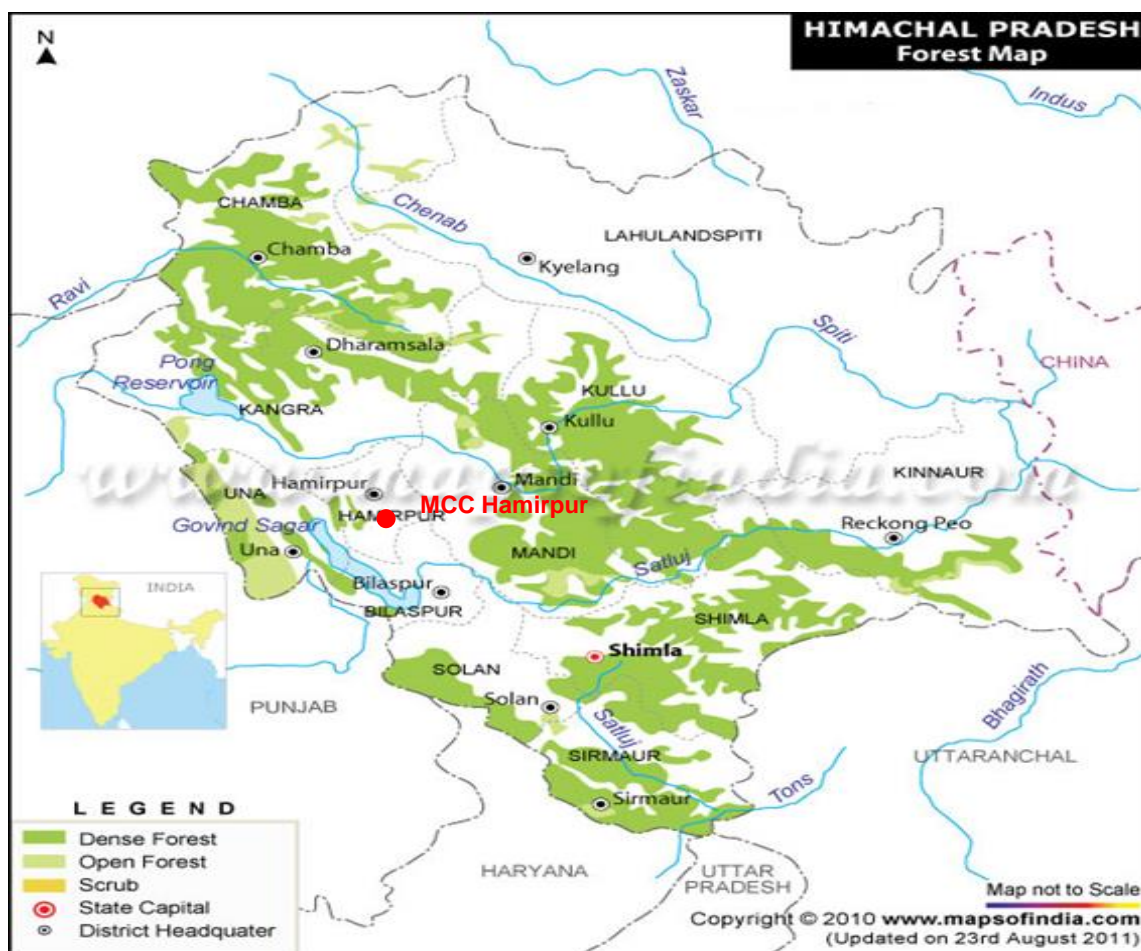 HIMACHAL PRADESH
Forest Map
N
Zaskar
Indus
CHAMBA
Chenab
LAHULANDSPITI
Chamba
Kyelang
Ravi
Spiti
Dharamsala
Pong
Reservoir
CHINA
KULLU
KANGRA
Kullu
www.mapsofindia.com
KINNAUR
Hamirpur
Mandi
UNA
MCC Hamirpur
HAMIRPUR
Govind Sagar
Reckong Peo
Una
MANDI
Satluj
INDIA
Bilaspur
BILASPUR
SHIMLA
Shimla
SOLAN
PUNJAB
Solan
Satluj
Bhagirath
UTTARANCHAL
SIRMAUR
Tons
Sirmaur
LEGEND
Dense Forest
Open Forest
Scrub
State Capital
District Headquater
HARYANA
UTTAR
PRADESH
Map not to Scale
Copyright © 2010 www.mapsofindia.com
(Updated on 23rd August 2011)